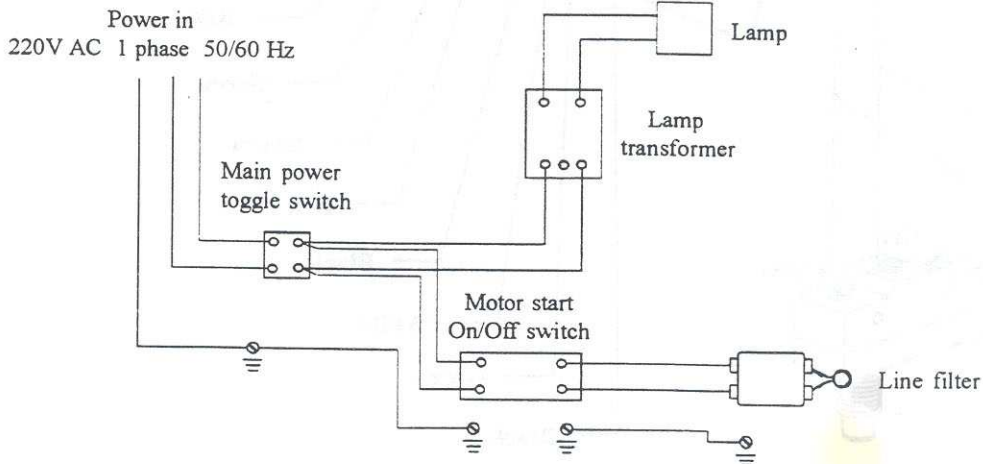 Power in
220V AC 1 phase 50/60 Hz
Lamp
Lamp
transformer
Main power
toggle switch
Motor start
On/Off switch
Line filter